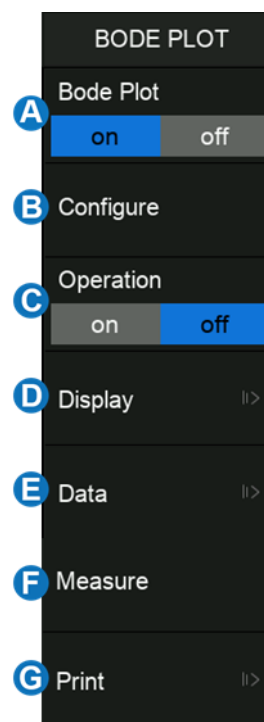 BODE PLOT
Bode Plot
A
on off
B Configure
Operation
C
on off
D Display
E Data
F Measure
G Print